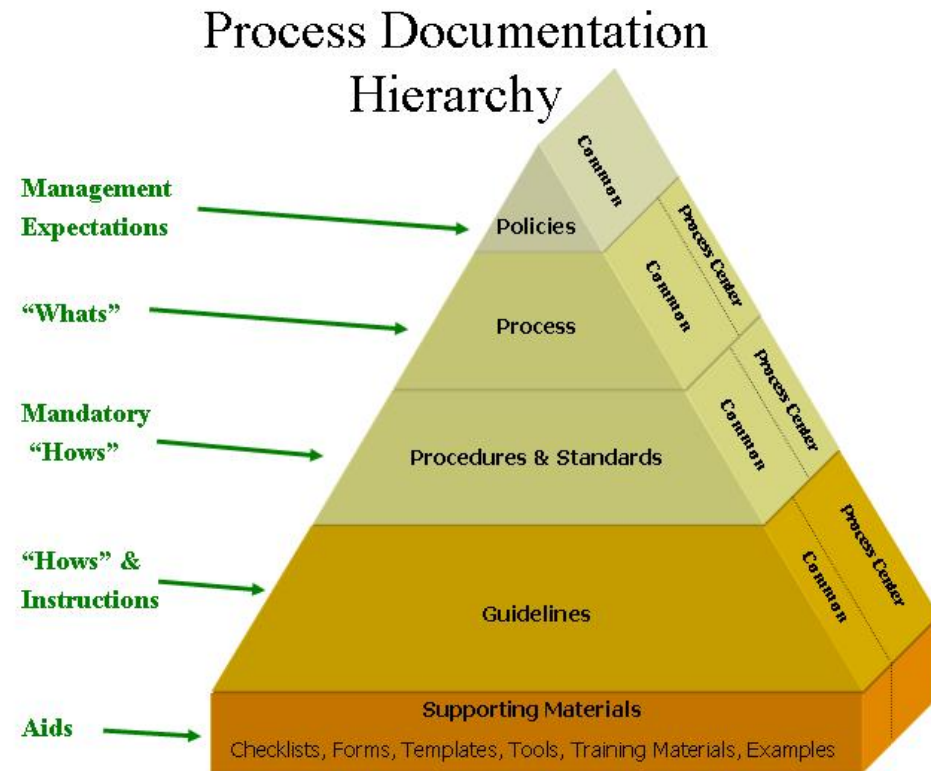 Process Documentation
Hierarchy
Management
Expectations
“Whats”
Mandatory
“Hows”
“Hows” &
Instructions
Aids
Policies
Process
Procedures & Standards
Guidelines
Supporting Materials
Checklists, Forms, Templates, Tools, Training Materials, Examples
Common
Common
Process Center
Common
Process Center
Common
Process Center